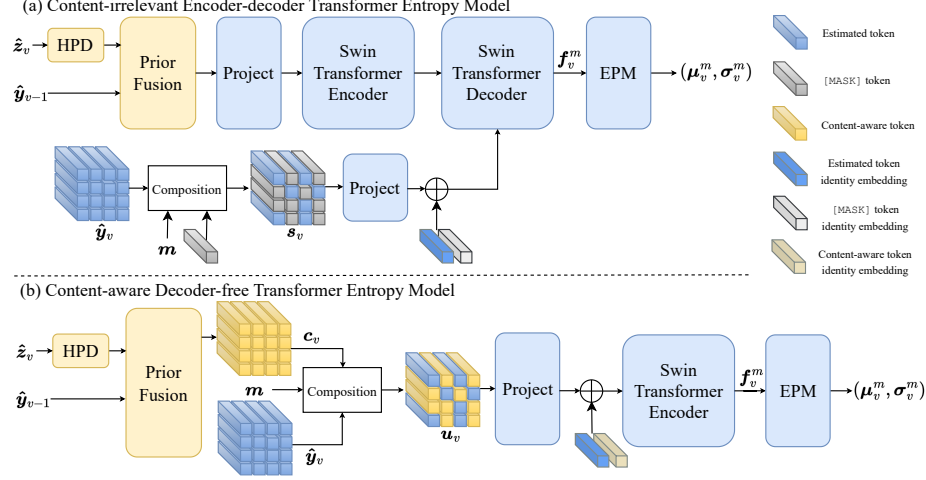 (a) Content-irrelevant Encoder-decoder Transformer Entropy Model
ẑ_v
HPD
ŷ_{v−1}
Prior
Fusion
Project
Swin
Transformer
Encoder
Swin
Transformer
Decoder
f_v^m
EPM
(μ_v^m, σ_v^m)
ŷ_v
Composition
m
s_v
Project
Estimated token
[MASK] token
Content-aware token
Estimated token
identity embedding
[MASK] token
identity embedding
Content-aware token
identity embedding
(b) Content-aware Decoder-free Transformer Entropy Model
ẑ_v
HPD
ŷ_{v−1}
Prior
Fusion
c_v
m
Composition
ŷ_v
u_v
Project
Swin
Transformer
Encoder
f_v^m
EPM
(μ_v^m, σ_v^m)